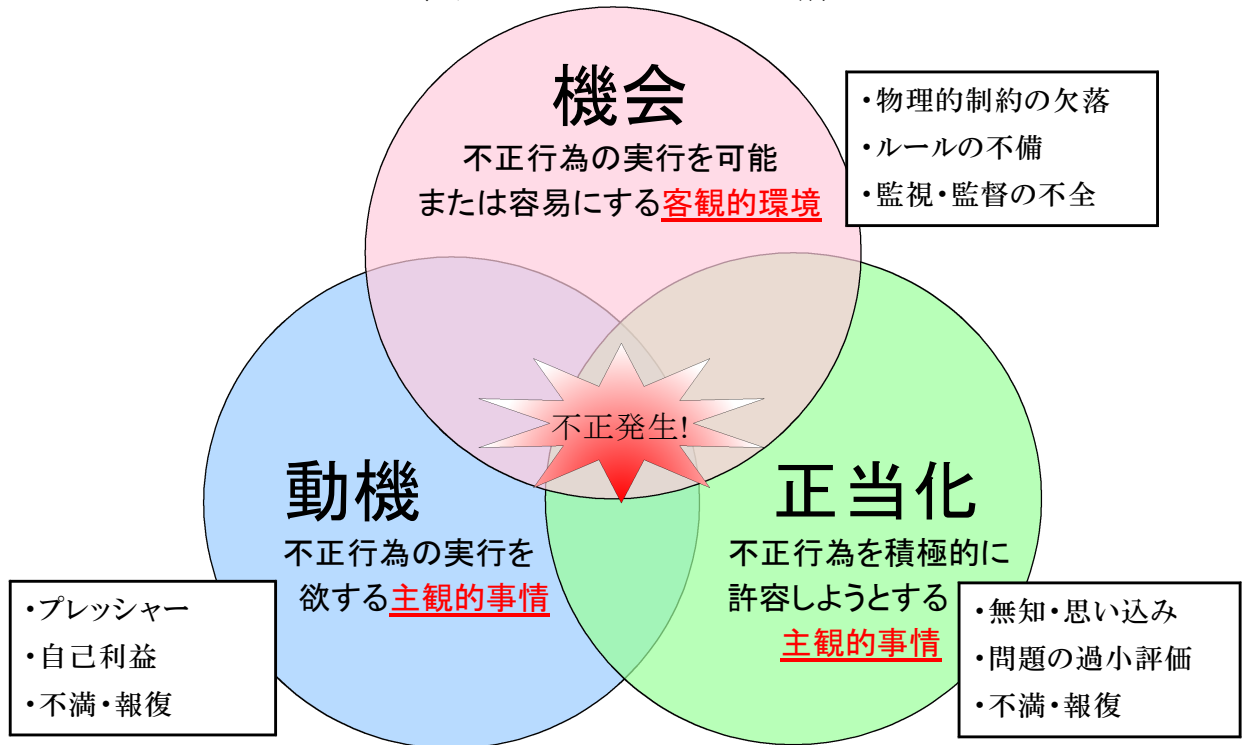 機会
不正行為の実行を可能
または容易にする客観的環境
・物理的制約の欠落
・ルールの不備
・監視・監督の不全
不正発生!
動機
不正行為の実行を
欲する主観的事情
・プレッシャー
・自己利益
・不満・報復
正当化
不正行為を積極的に
許容しようとする
主観的事情
・無知・思い込み
・問題の過小評価
・不満・報復